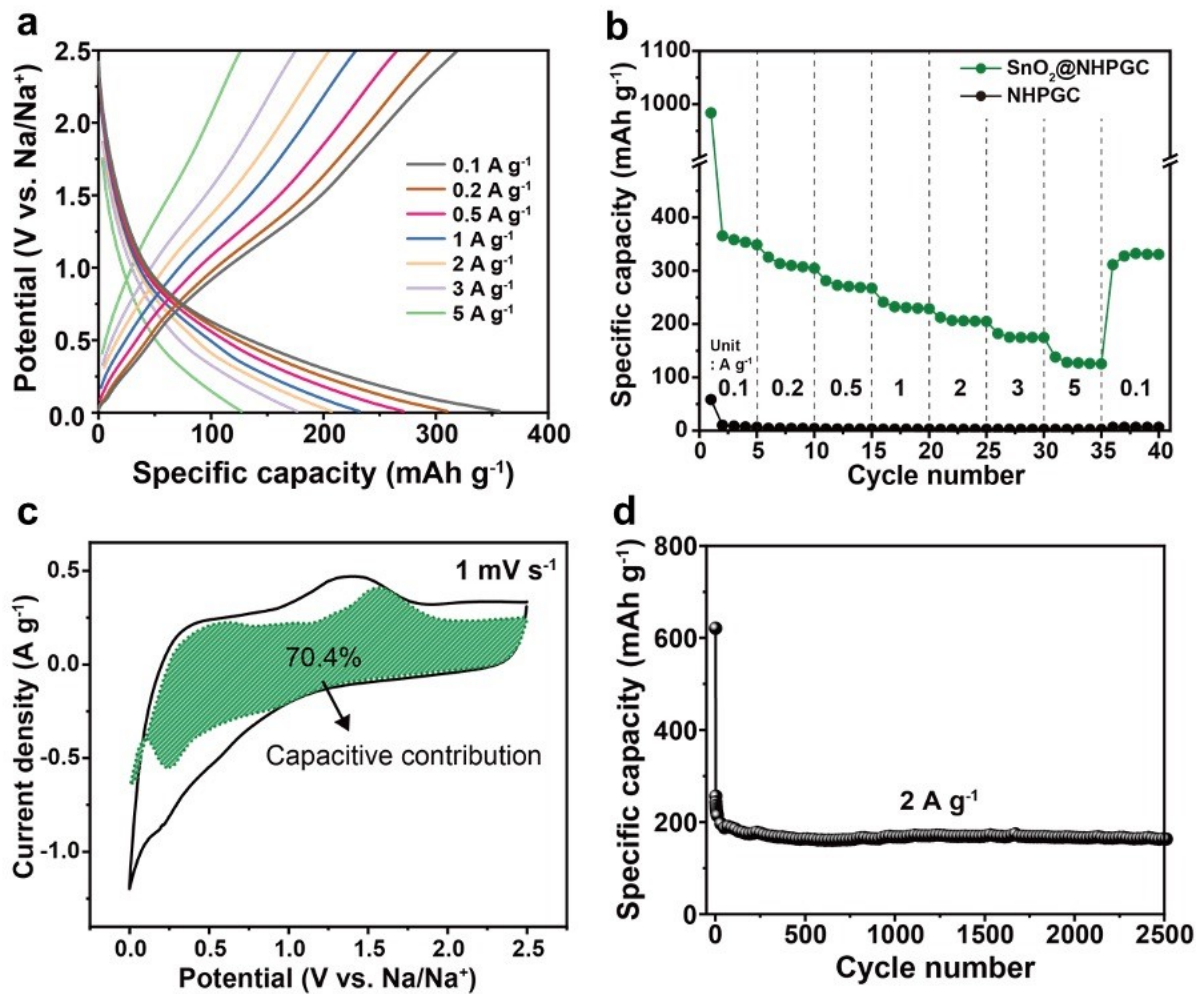 a
2.5
2.0
1.5
1.0
0.5
0.0
Potential (V vs. Na/Na⁺)
0.1 A g⁻¹
0.2 A g⁻¹
0.5 A g⁻¹
1 A g⁻¹
2 A g⁻¹
3 A g⁻¹
5 A g⁻¹
0 100 200 300 400
Specific capacity (mAh g⁻¹)
b
1100
1000
400
300
200
100
0
Specific capacity (mAh g⁻¹)
SnO₂@NHPGC
NHPGC
Unit
: A g⁻¹
0.1 0.2 0.5 1 2 3 5 0.1
0 5 10 15 20 25 30 35 40
Cycle number
c
0.5
0.0
-0.5
-1.0
Current density (A g⁻¹)
1 mV s⁻¹
70.4%
Capacitive contribution
0.0 0.5 1.0 1.5 2.0 2.5
Potential (V vs. Na/Na⁺)
d
800
600
400
200
0
Specific capacity (mAh g⁻¹)
2 A g⁻¹
0 500 1000 1500 2000 2500
Cycle number